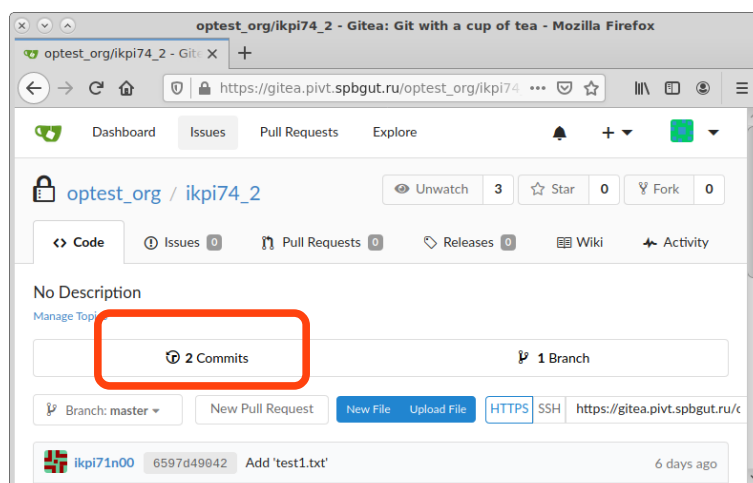 optest_org/ikpi74_2 - Gitea: Git with a cup of tea - Mozilla Firefox
optest_org/ikpi74_2 - Gite
https://gitea.pivt.spbgut.ru/optest_org/ikpi74
Dashboard Issues Pull Requests Explore
optest_org / ikpi74_2 Unwatch 3 Star 0 Fork 0
Code Issues 0 Pull Requests 0 Releases 0 Wiki Activity
No Description
Manage Topics
2 Commits 1 Branch
Branch: master New Pull Request New File Upload File HTTPS SSH https://gitea.pivt.spbgut.ru/o
ikpi71n00 6597d49042 Add 'test1.txt' 6 days ago